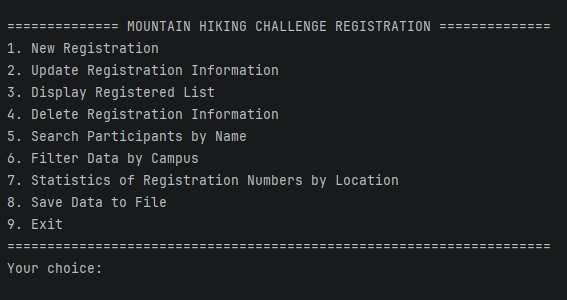 ============== MOUNTAIN HIKING CHALLENGE REGISTRATION ==============
1. New Registration
2. Update Registration Information
3. Display Registered List
4. Delete Registration Information
5. Search Participants by Name
6. Filter Data by Campus
7. Statistics of Registration Numbers by Location
8. Save Data to File
9. Exit
====================================================================
Your choice: